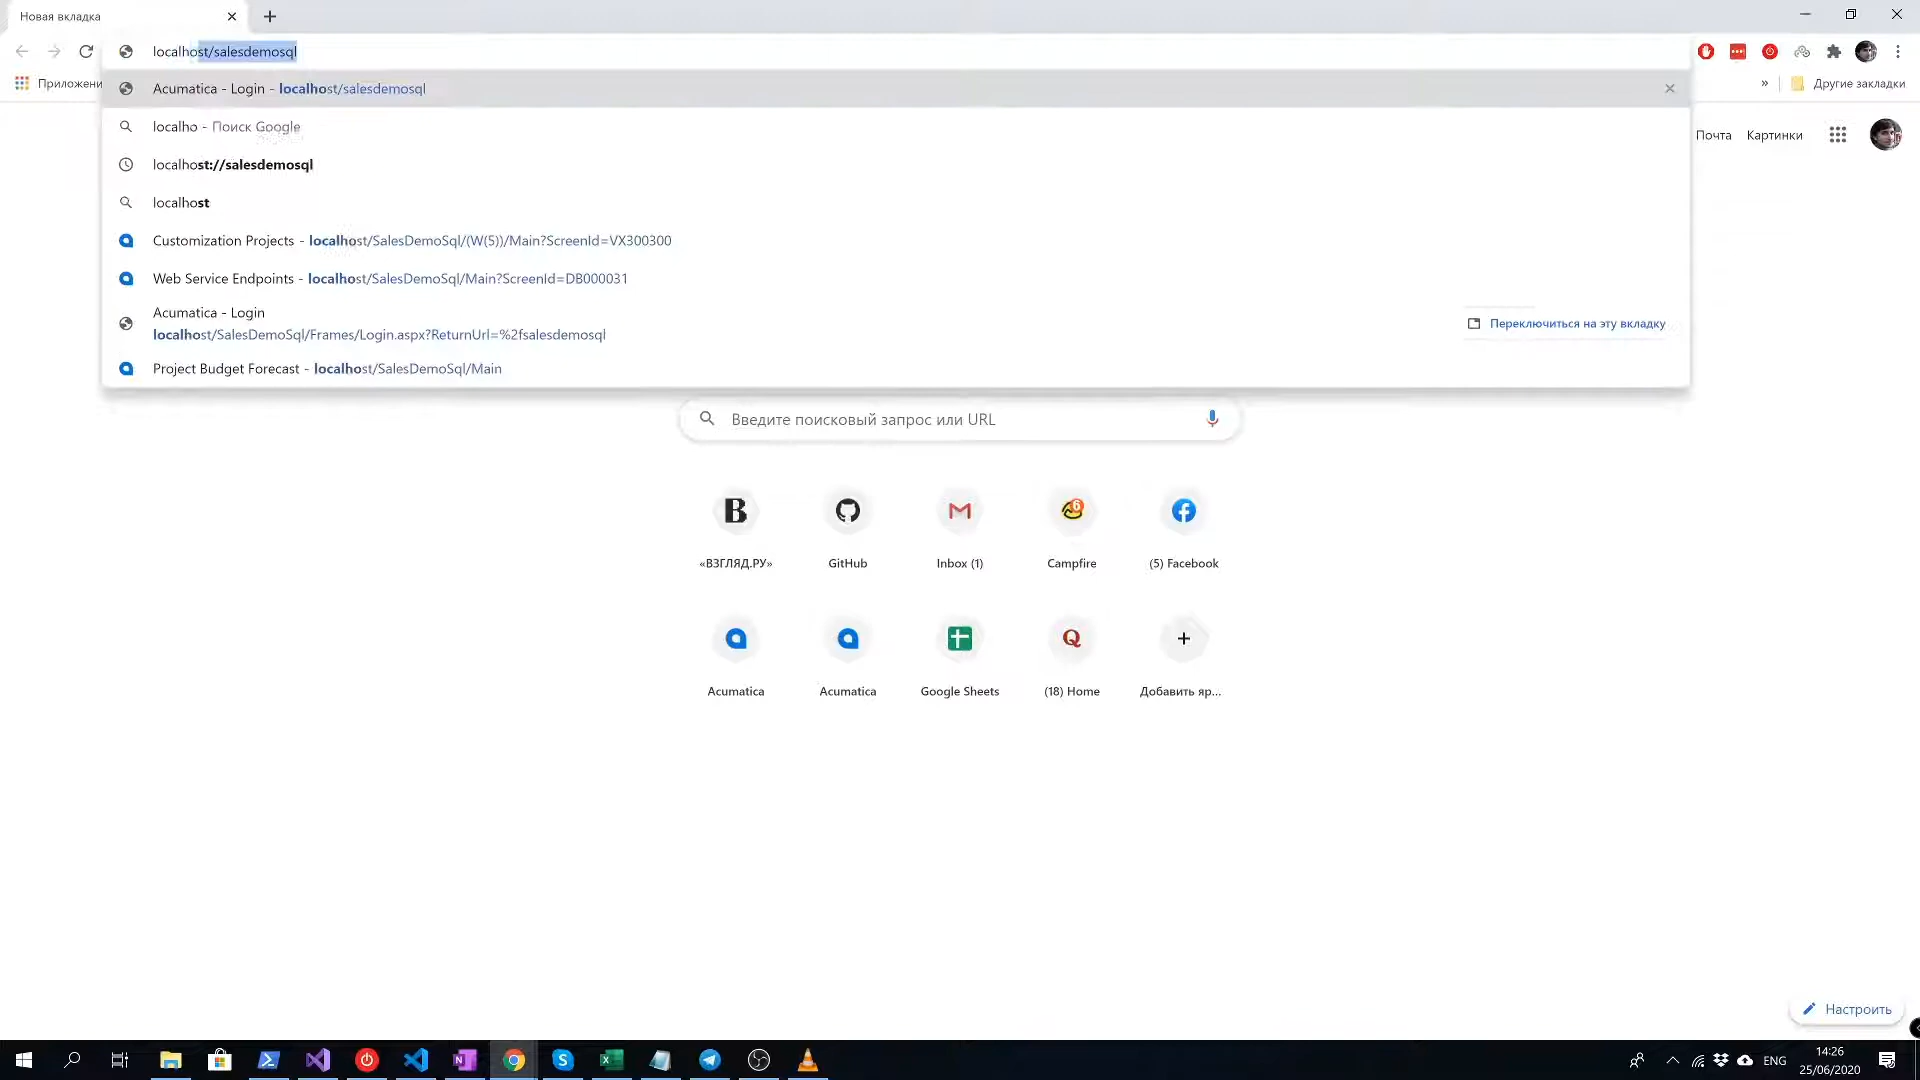 Новая вкладка
localhost/salesdemosql
Приложени
Acumatica - Login - localhost/salesdemosql
Другие закладки
localho - Поиск Google
Почта
Картинки
localhost://salesdemosql
localhost
Customization Projects - localhost/SalesDemoSql/(W(5))/Main?ScreenId=VX300300
Web Service Endpoints - localhost/SalesDemoSql/Main?ScreenId=DB000031
Acumatica - Login
localhost/SalesDemoSql/Frames/Login.aspx?ReturnUrl=%2fsalesdemosql
Переключиться на эту вкладку
Project Budget Forecast - localhost/SalesDemoSql/Main
Введите поисковый запрос или URL
«ВЗГЛЯД.РУ»
GitHub
Inbox (1)
Campfire
(5) Facebook
Acumatica
Acumatica
Google Sheets
(18) Home
Добавить яр...
Настроить
ENG
14:26
25/06/2020